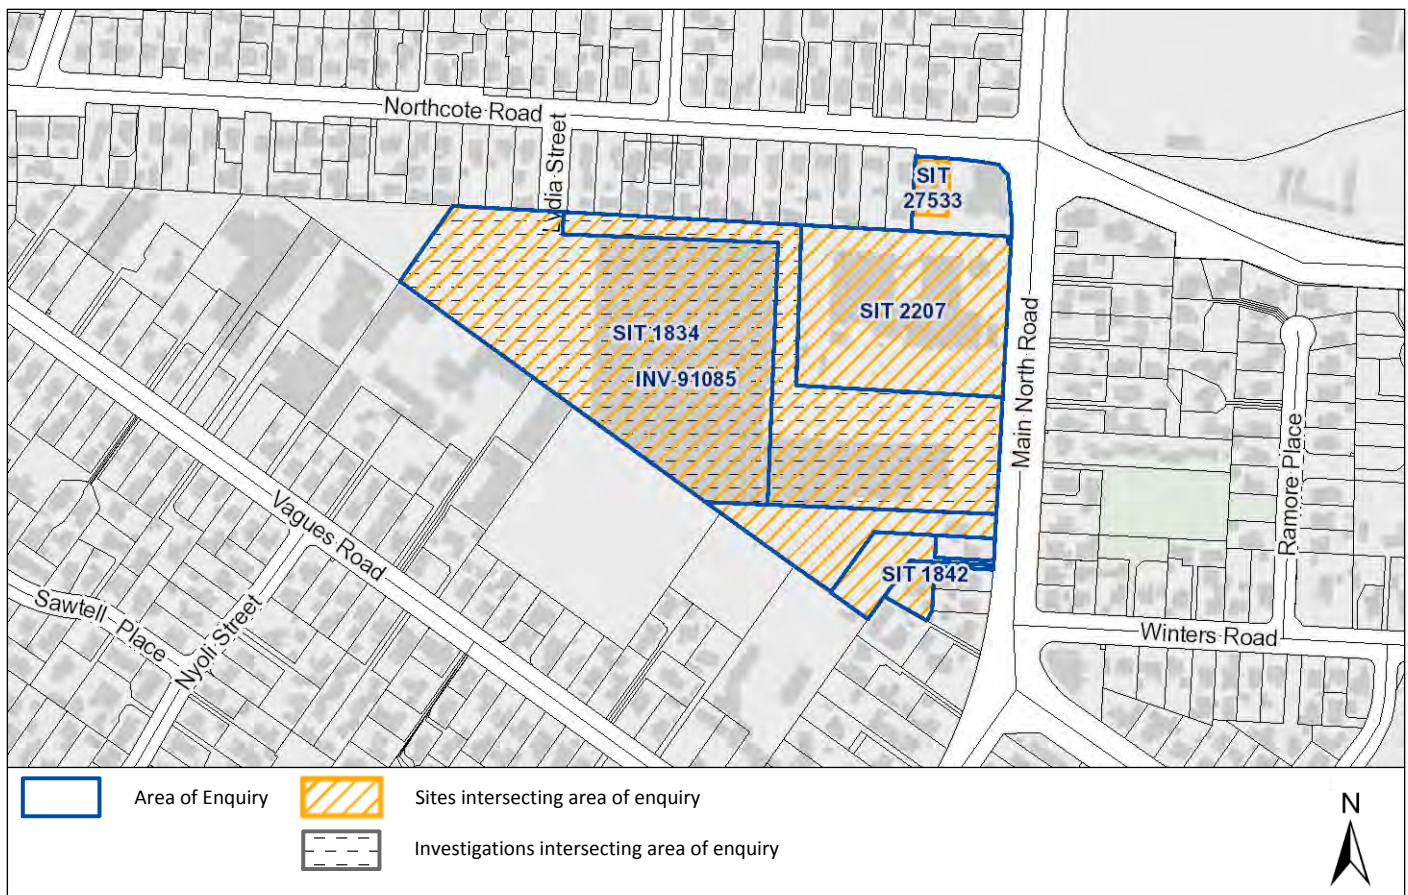 Northcote Road
Lydia Street
SIT
27533
SIT 2207
SIT 1834
INV 91085
Main North Road
Ramore Place
Vagues Road
SIT 1842
Sawtell Place
Nyoli Street
Winters Road
Area of Enquiry
Sites intersecting area of enquiry
N
Investigations intersecting area of enquiry